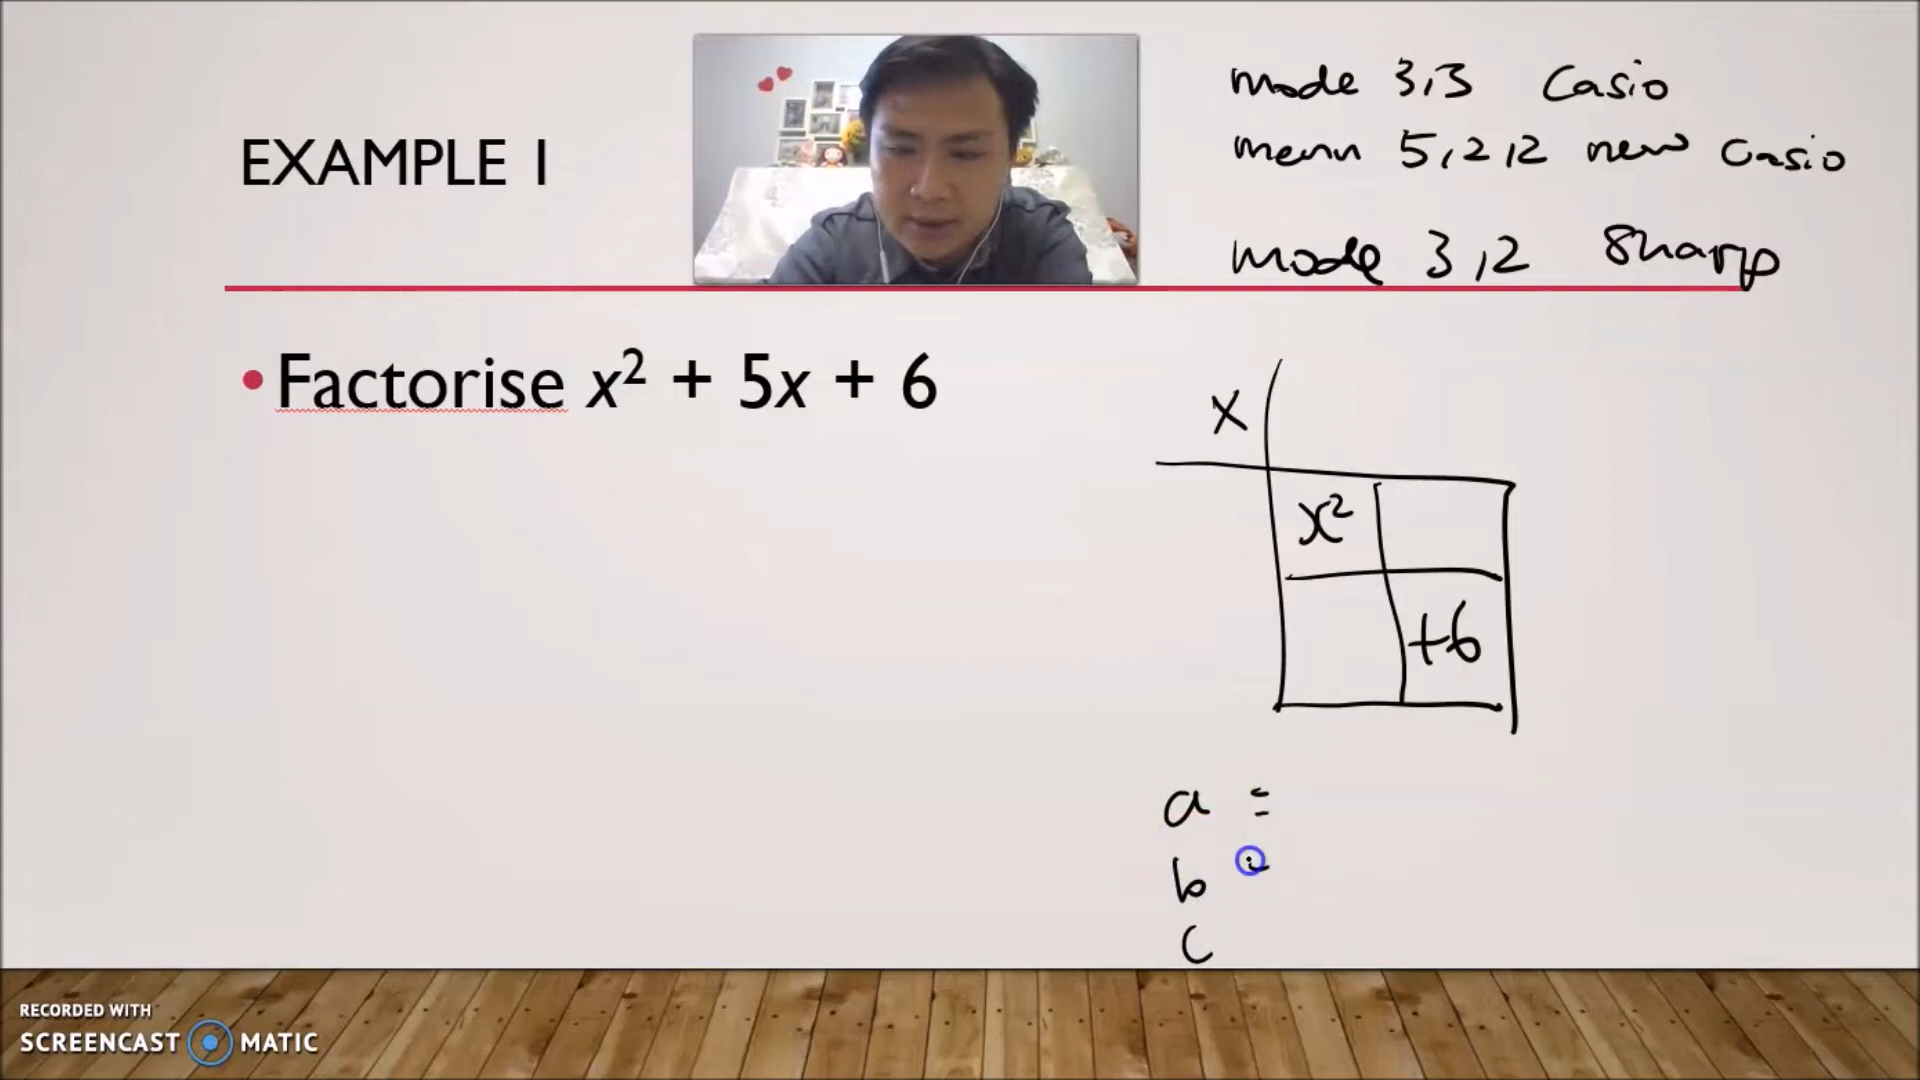 mode 3,3 Casio
EXAMPLE 1
menu 5,2,2 new Casio
mode 3,2 Sharp
• Factorise x² + 5x + 6
×
x²
+6
a =
b =
c
RECORDED WITH
SCREENCAST MATIC